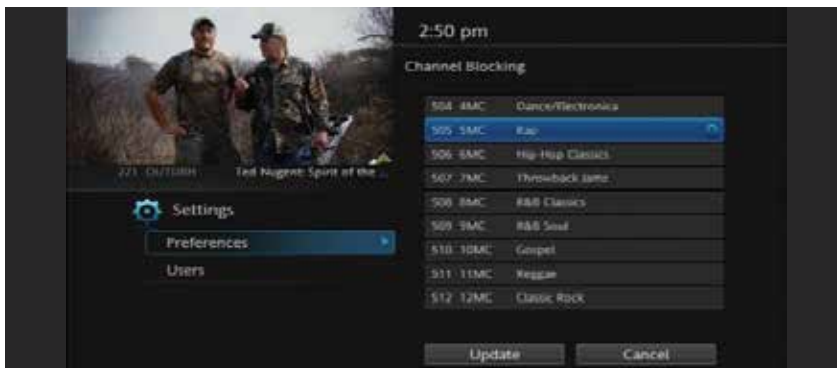 2:50 pm
Channel Blocking
504 4MC Dance/Electronica
505 5MC Rap
506 6MC Hip-Hop Classics
507 7MC Throwback Jamz
508 8MC R&B Classics
509 9MC R&B Soul
510 10MC Gospel
511 11MC Reggae
512 12MC Classic Rock
Update Cancel
221 Ted Nugent: Spirit of the ...
Settings
Preferences
Users